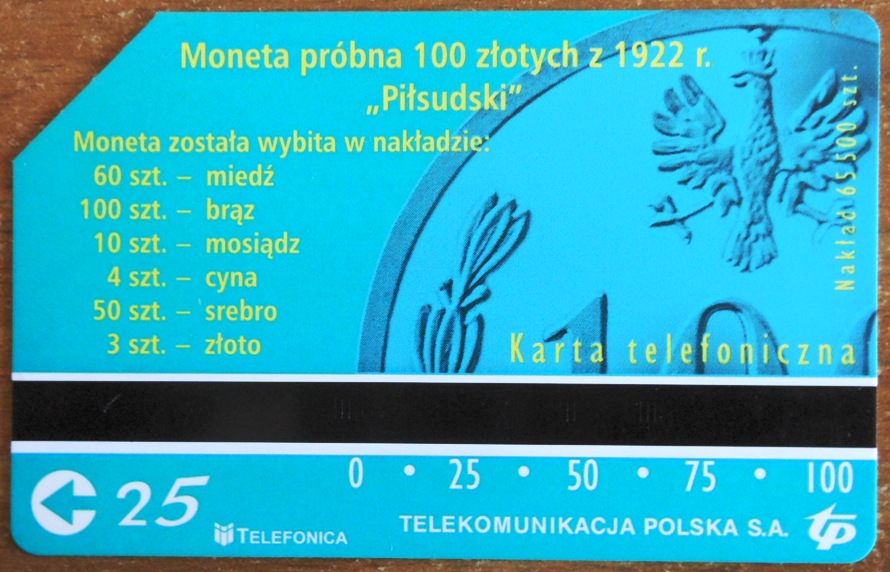 Moneta próbna 100 złotych z 1922 r.
„Piłsudski”
Moneta została wybita w nakładzie:
60 szt. – miedź
100 szt. – brąz
10 szt. – mosiądz
4 szt. – cyna
50 szt. – srebro
3 szt. – złoto
Nakład 65,500 szt.
100
Karta telefoniczna
0 • 25 • 50 • 75 • 100
25
TELEFONICA
TELEKOMUNIKACJA POLSKA S.A.
tp